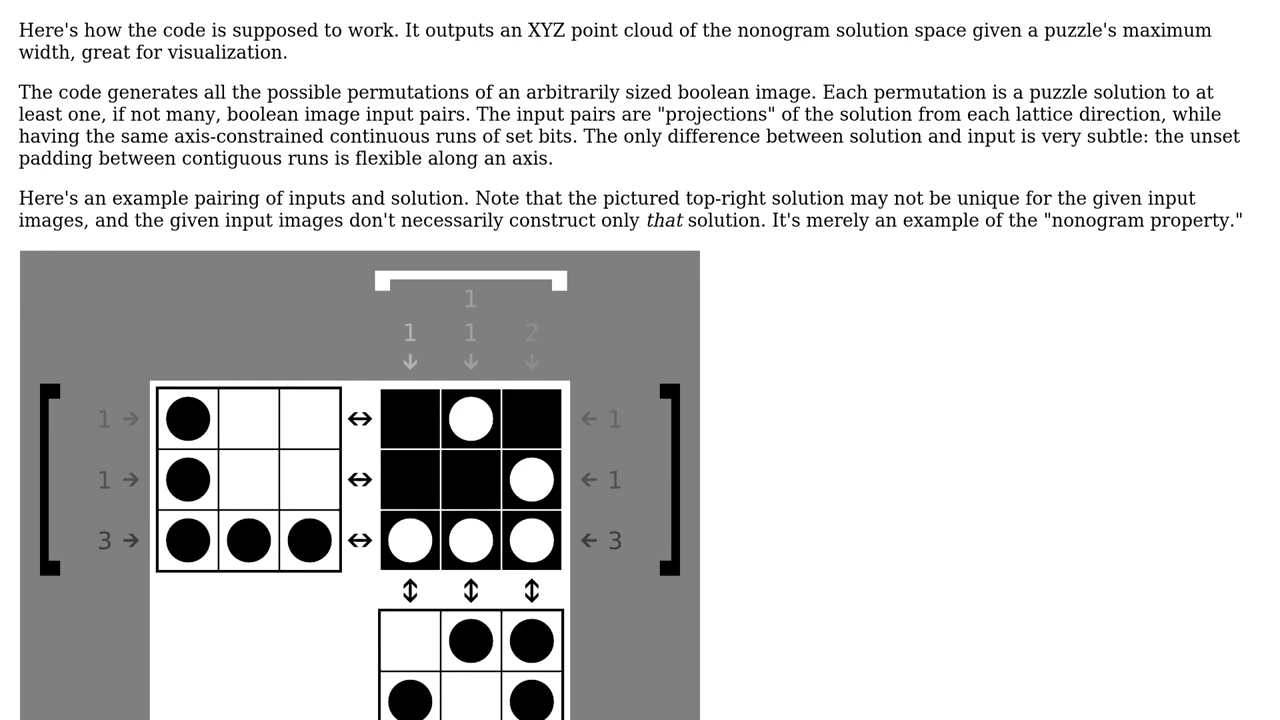 Here's how the code is supposed to work. It outputs an XYZ point cloud of the nonogram solution space given a puzzle's maximum
width, great for visualization.
The code generates all the possible permutations of an arbitrarily sized boolean image. Each permutation is a puzzle solution to at
least one, if not many, boolean image input pairs. The input pairs are "projections" of the solution from each lattice direction, while
having the same axis-constrained continuous runs of set bits. The only difference between solution and input is very subtle: the unset
padding between contiguous runs is flexible along an axis.
Here's an example pairing of inputs and solution. Note that the pictured top-right solution may not be unique for the given input
images, and the given input images don't necessarily construct only that solution. It's merely an example of the "nonogram property."
1
1 1 2
↓ ↓ ↓
1 → ↔ ← 1
1 → ↔ ← 1
3 → ↔ ← 3
↕ ↕ ↕